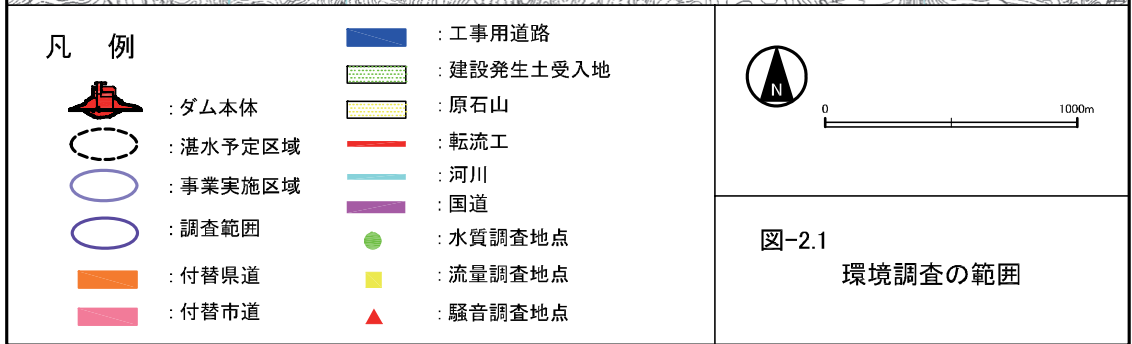 凡 例
: ダム本体
: 湛水予定区域
: 事業実施区域
: 調査範囲
: 付替県道
: 付替市道
: 工事用道路
: 建設発生土受入地
: 原石山
: 転流工
: 河川
: 国道
: 水質調査地点
: 流量調査地点
: 騒音調査地点
N
0 1000m
図-2.1
環境調査の範囲